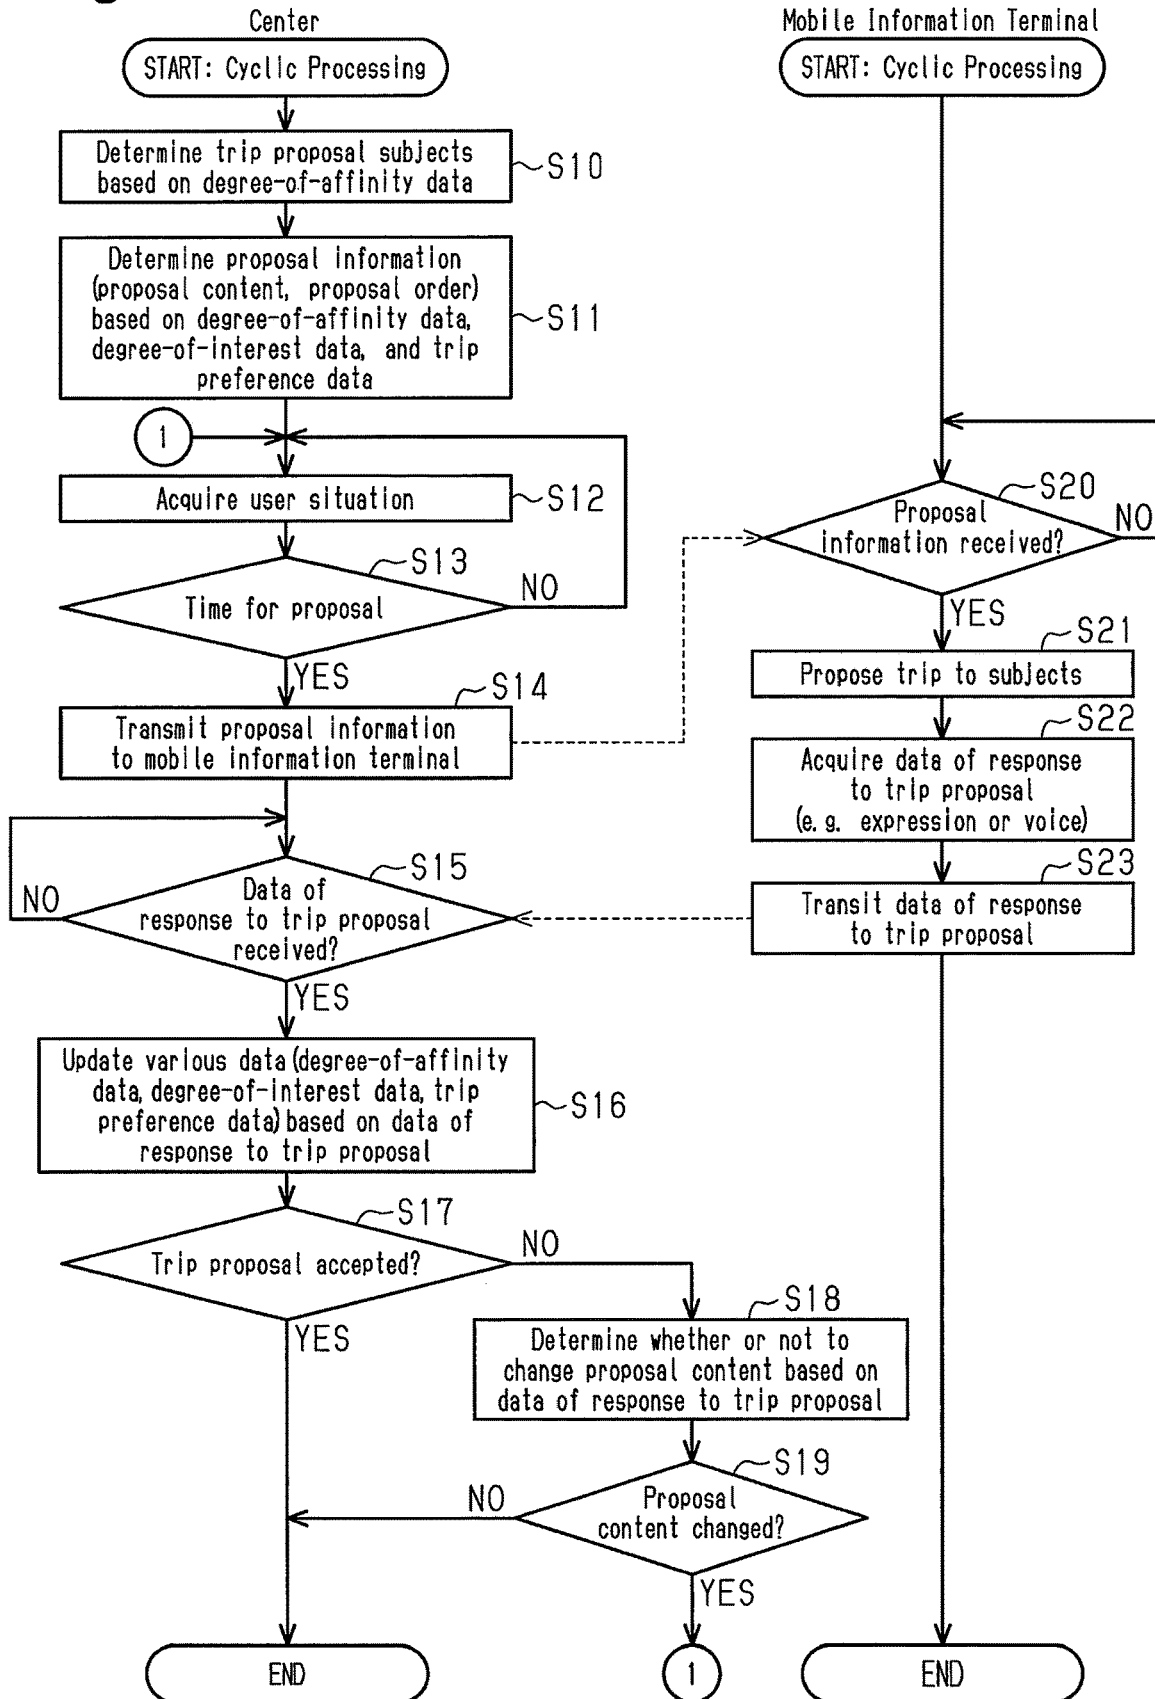 Center
START: Cyclic Processing
Determine trip proposal subjects
based on degree-of-affinity data
S10
Determine proposal information
(proposal content, proposal order)
based on degree-of-affinity data,
degree-of-interest data, and trip
preference data
S11
1
Acquire user situation
S12
S13
Time for proposal
NO
YES
S14
Transmit proposal information
to mobile information terminal
S15
Data of
response to trip proposal
received?
NO
YES
Update various data (degree-of-affinity
data, degree-of-interest data, trip
preference data) based on data of
response to trip proposal
S16
S17
Trip proposal accepted?
NO
YES
S18
Determine whether or not to
change proposal content based on
data of response to trip proposal
S19
Proposal
content changed?
NO
YES
END
1
Mobile Information Terminal
START: Cyclic Processing
S20
Proposal
information received?
NO
YES
S21
Propose trip to subjects
S22
Acquire data of response
to trip proposal
(e.g. expression or voice)
S23
Transit data of response
to trip proposal
END